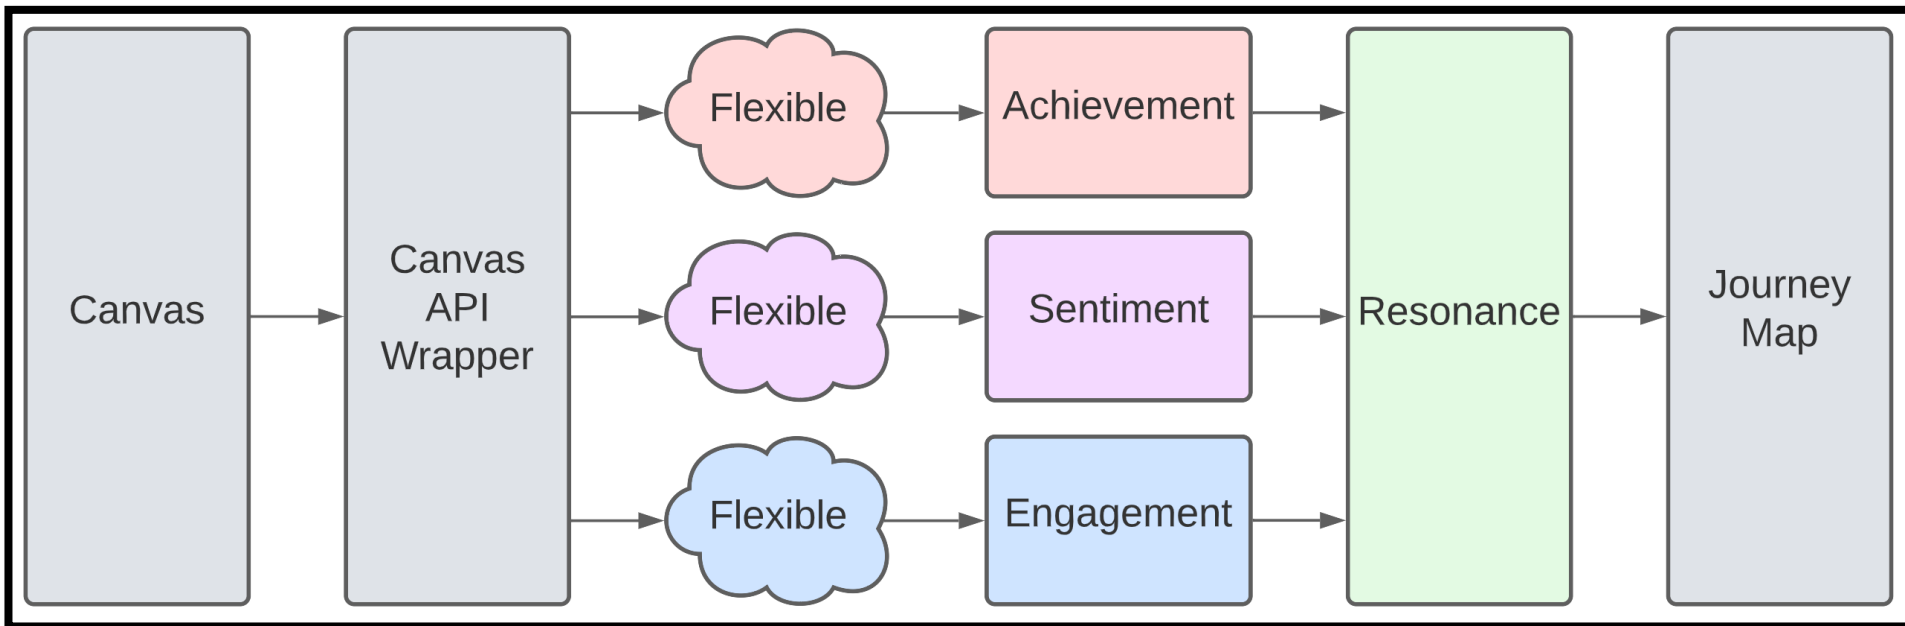 Canvas
Canvas
API
Wrapper
Flexible
Achievement
Flexible
Sentiment
Flexible
Engagement
Resonance
Journey
Map